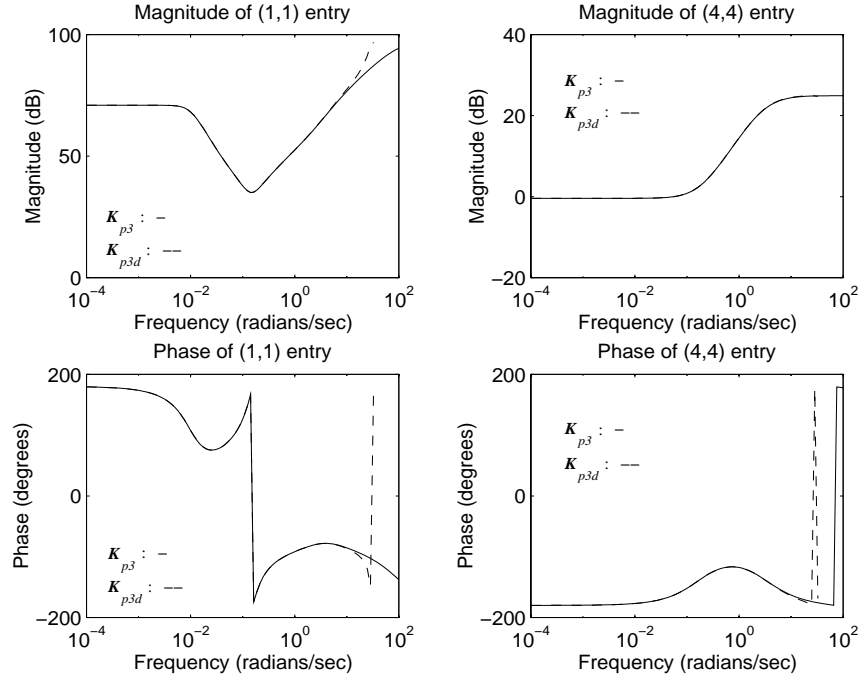 Magnitude of (1,1) entry
100
50
0
Magnitude (dB)
K_p3 : –
K_p3d : – –
10^−4 10^−2 10^0 10^2
Frequency (radians/sec)
Magnitude of (4,4) entry
40
20
0
−20
Magnitude (dB)
K_p3 : –
K_p3d : – –
10^−4 10^−2 10^0 10^2
Frequency (radians/sec)
Phase of (1,1) entry
200
0
−200
Phase (degrees)
K_p3 : –
K_p3d : – –
10^−4 10^−2 10^0 10^2
Frequency (radians/sec)
Phase of (4,4) entry
200
0
−200
Phase (degrees)
K_p3 : –
K_p3d : – –
10^−4 10^−2 10^0 10^2
Frequency (radians/sec)